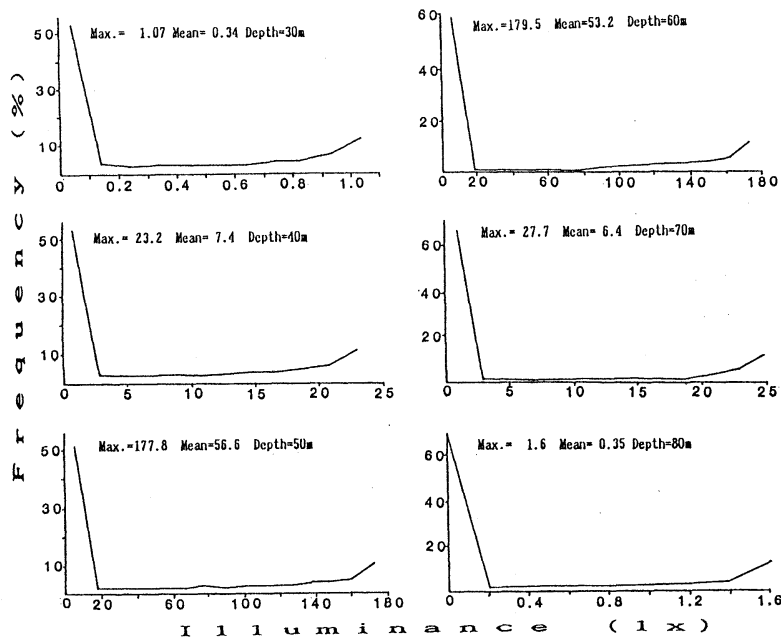 Max.= 1.07 Mean= 0.34 Depth=30m
50
30
10
0 0.2 0.4 0.6 0.8 1.0
Max.=179.5 Mean=53.2 Depth=60m
60
40
20
0 20 60 100 140 180
Max.= 23.2 Mean= 7.4 Depth=40m
50
30
10
0 5 10 15 20 25
Max.= 27.7 Mean= 6.4 Depth=70m
60
40
20
0 5 10 15 20 25
Max.=177.8 Mean=56.6 Depth=50m
50
30
10
0 20 60 100 140 180
Max.= 1.6 Mean= 0.35 Depth=80m
60
40
20
0 0.4 0.8 1.2 1.6
Frequency (%)
Illuminance (lx)